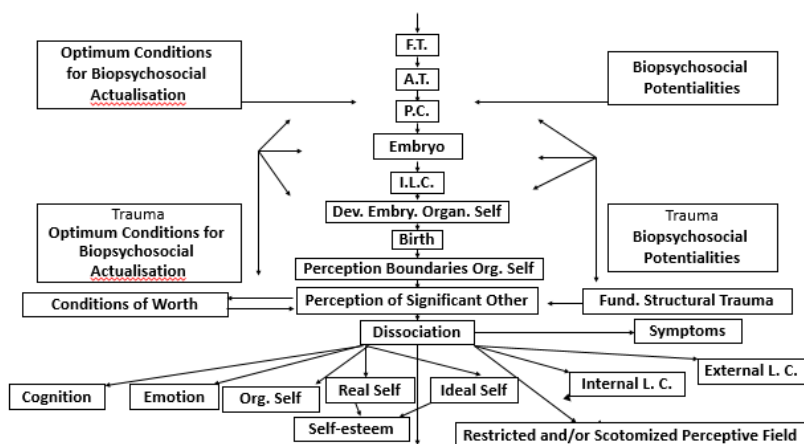 F.T.
Optimum Conditions
for Biopsychosocial
Actualisation
A.T.
Biopsychosocial
Potentialities
P.C.
Embryo
I.L.C.
Dev. Embry. Organ. Self
Trauma
Optimum Conditions for
Biopsychosocial
Actualisation
Trauma
Biopsychosocial
Potentialities
Birth
Perception Boundaries Org. Self
Conditions of Worth
Perception of Significant Other
Fund. Structural Trauma
Dissociation
Symptoms
Cognition
Emotion
Org. Self
Real Self
Ideal Self
Internal L. C.
External L. C.
Self-esteem
Restricted and/or Scotomized Perceptive Field